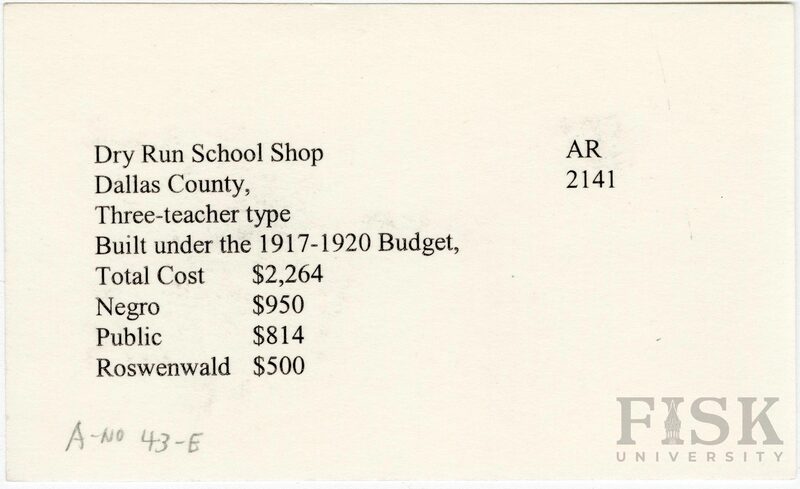 Dry Run School Shop AR
Dallas County, 2141
Three-teacher type
Built under the 1917-1920 Budget,
Total Cost $2,264
Negro $950
Public $814
Roswenwald $500
A-No 43-E
FISK
UNIVERSITY